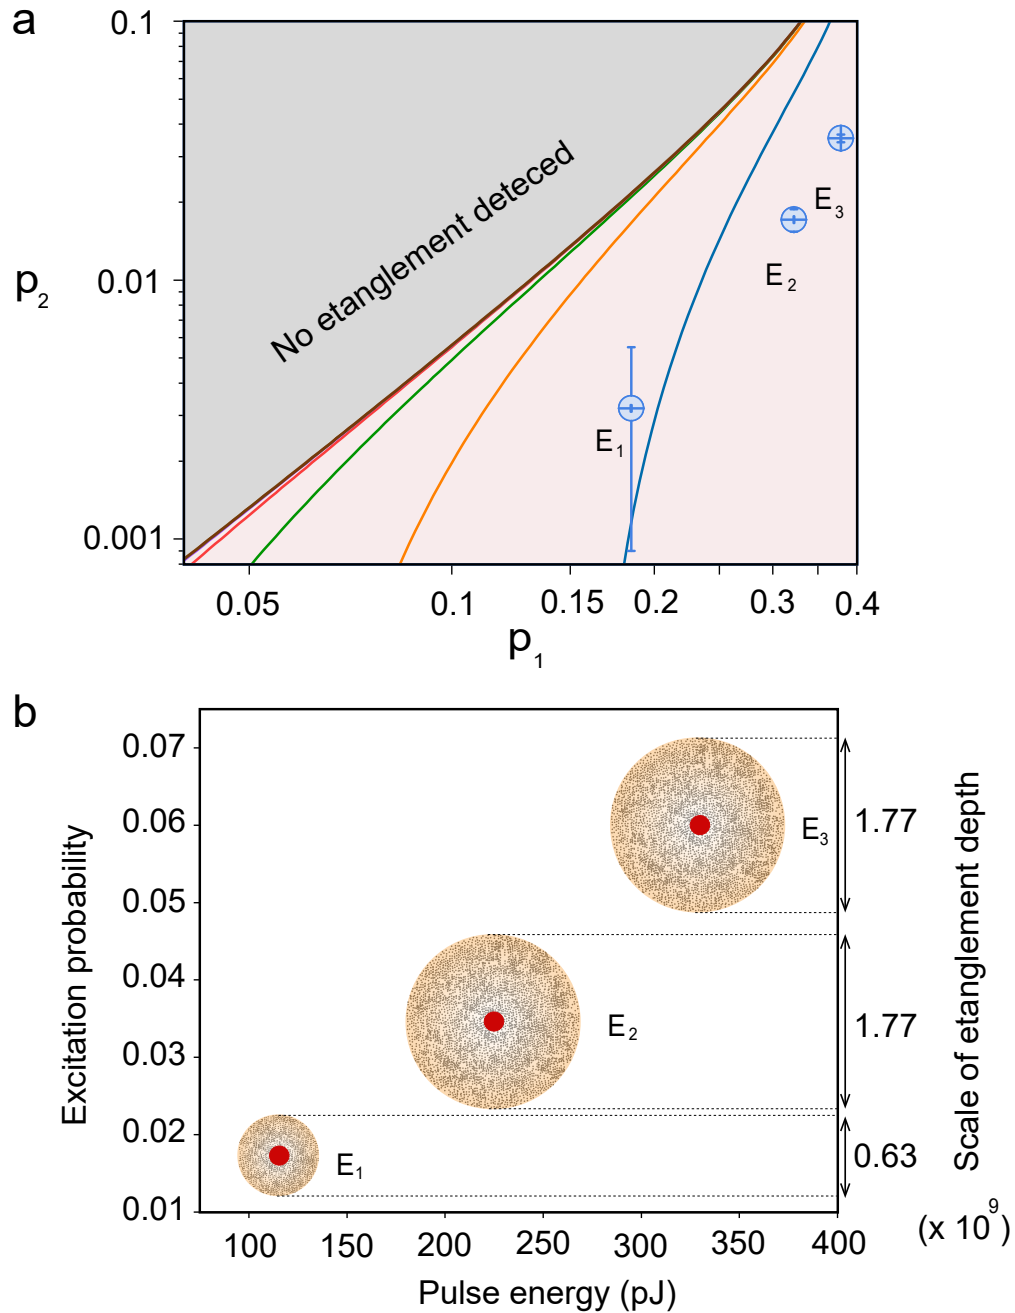 a
0.1
0.01
0.001
p2
No etanglement deteced
E1
E2
E3
0.05 0.1 0.15 0.2 0.3 0.4
p1
b
Excitation probability
0.07
0.06
0.05
0.04
0.03
0.02
0.01
E3
E2
E1
1.77
1.77
0.63
Scale of etanglement depth
(x 10^9)
100 150 200 250 300 350 400
Pulse energy (pJ)